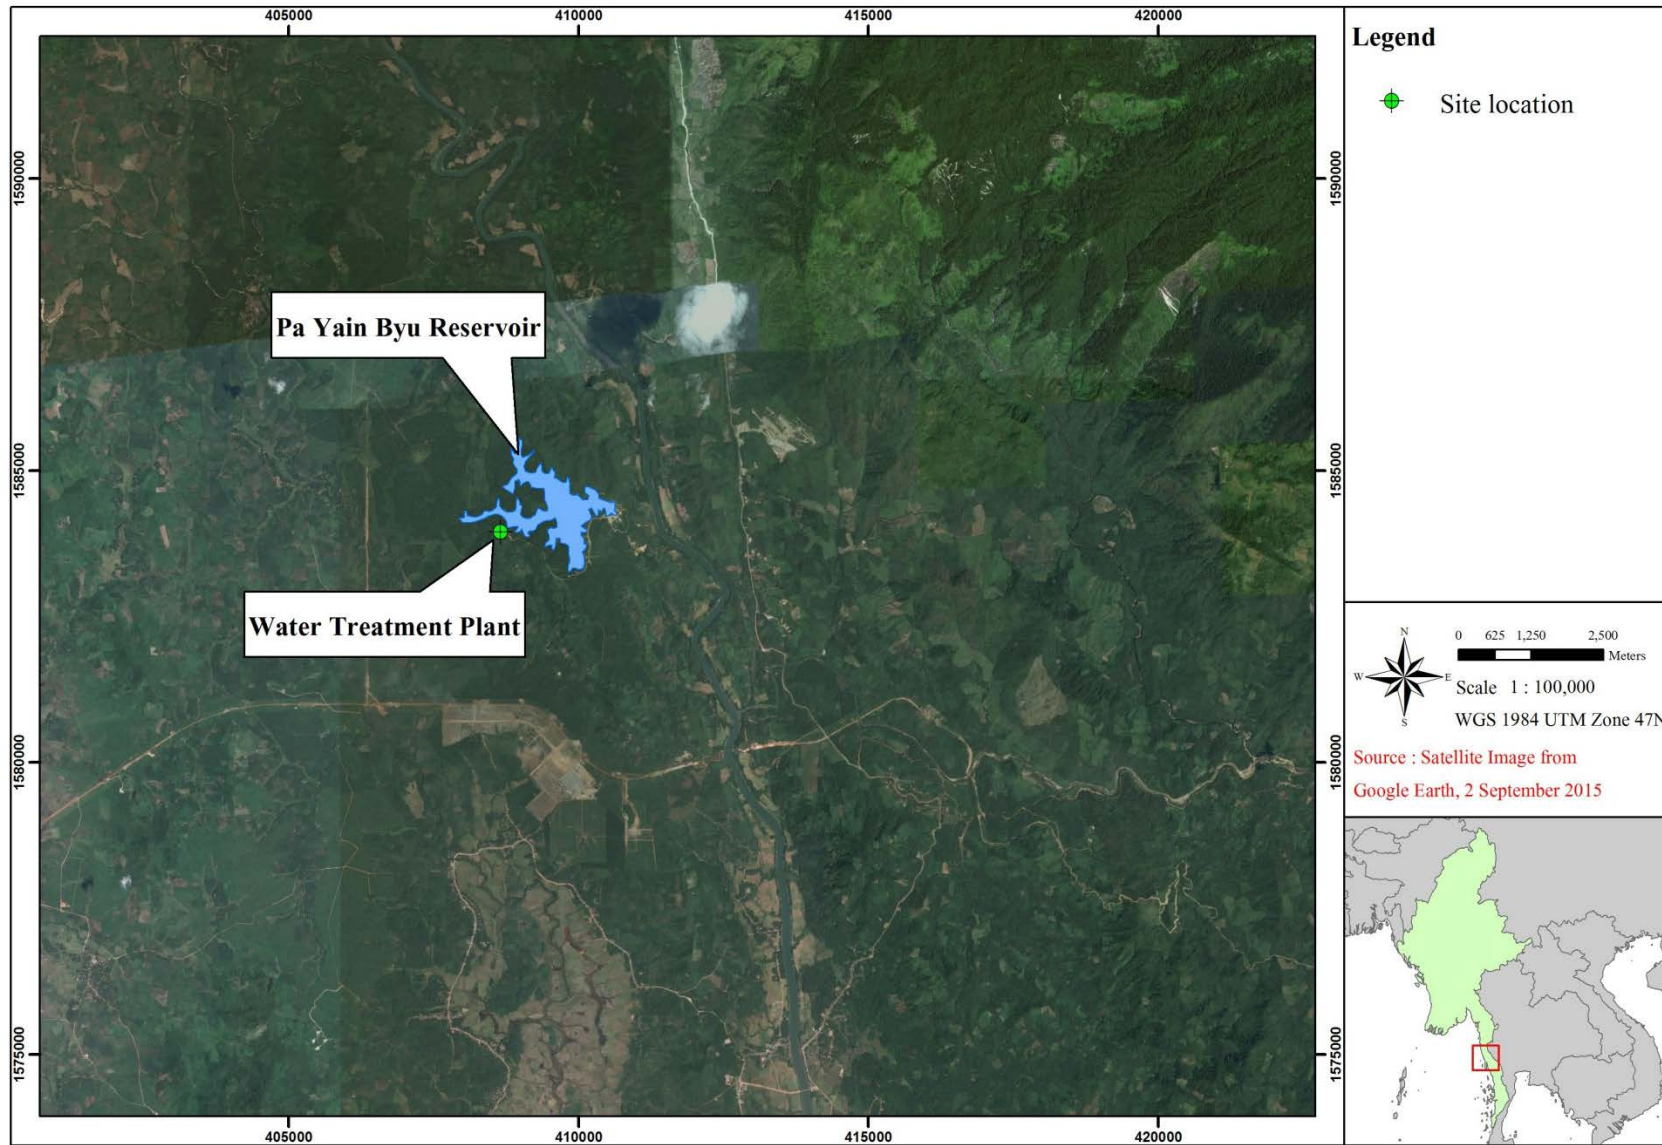 405000
410000
415000
420000
Legend
Site location
1590000
1590000
Pa Yain Byu Reservoir
1585000
1585000
Water Treatment Plant
N
W
E
S
0 625 1,250 2,500
Meters
Scale 1 : 100,000
WGS 1984 UTM Zone 47N
Source : Satellite Image from
Google Earth, 2 September 2015
1580000
1580000
1575000
1575000
405000
410000
415000
420000